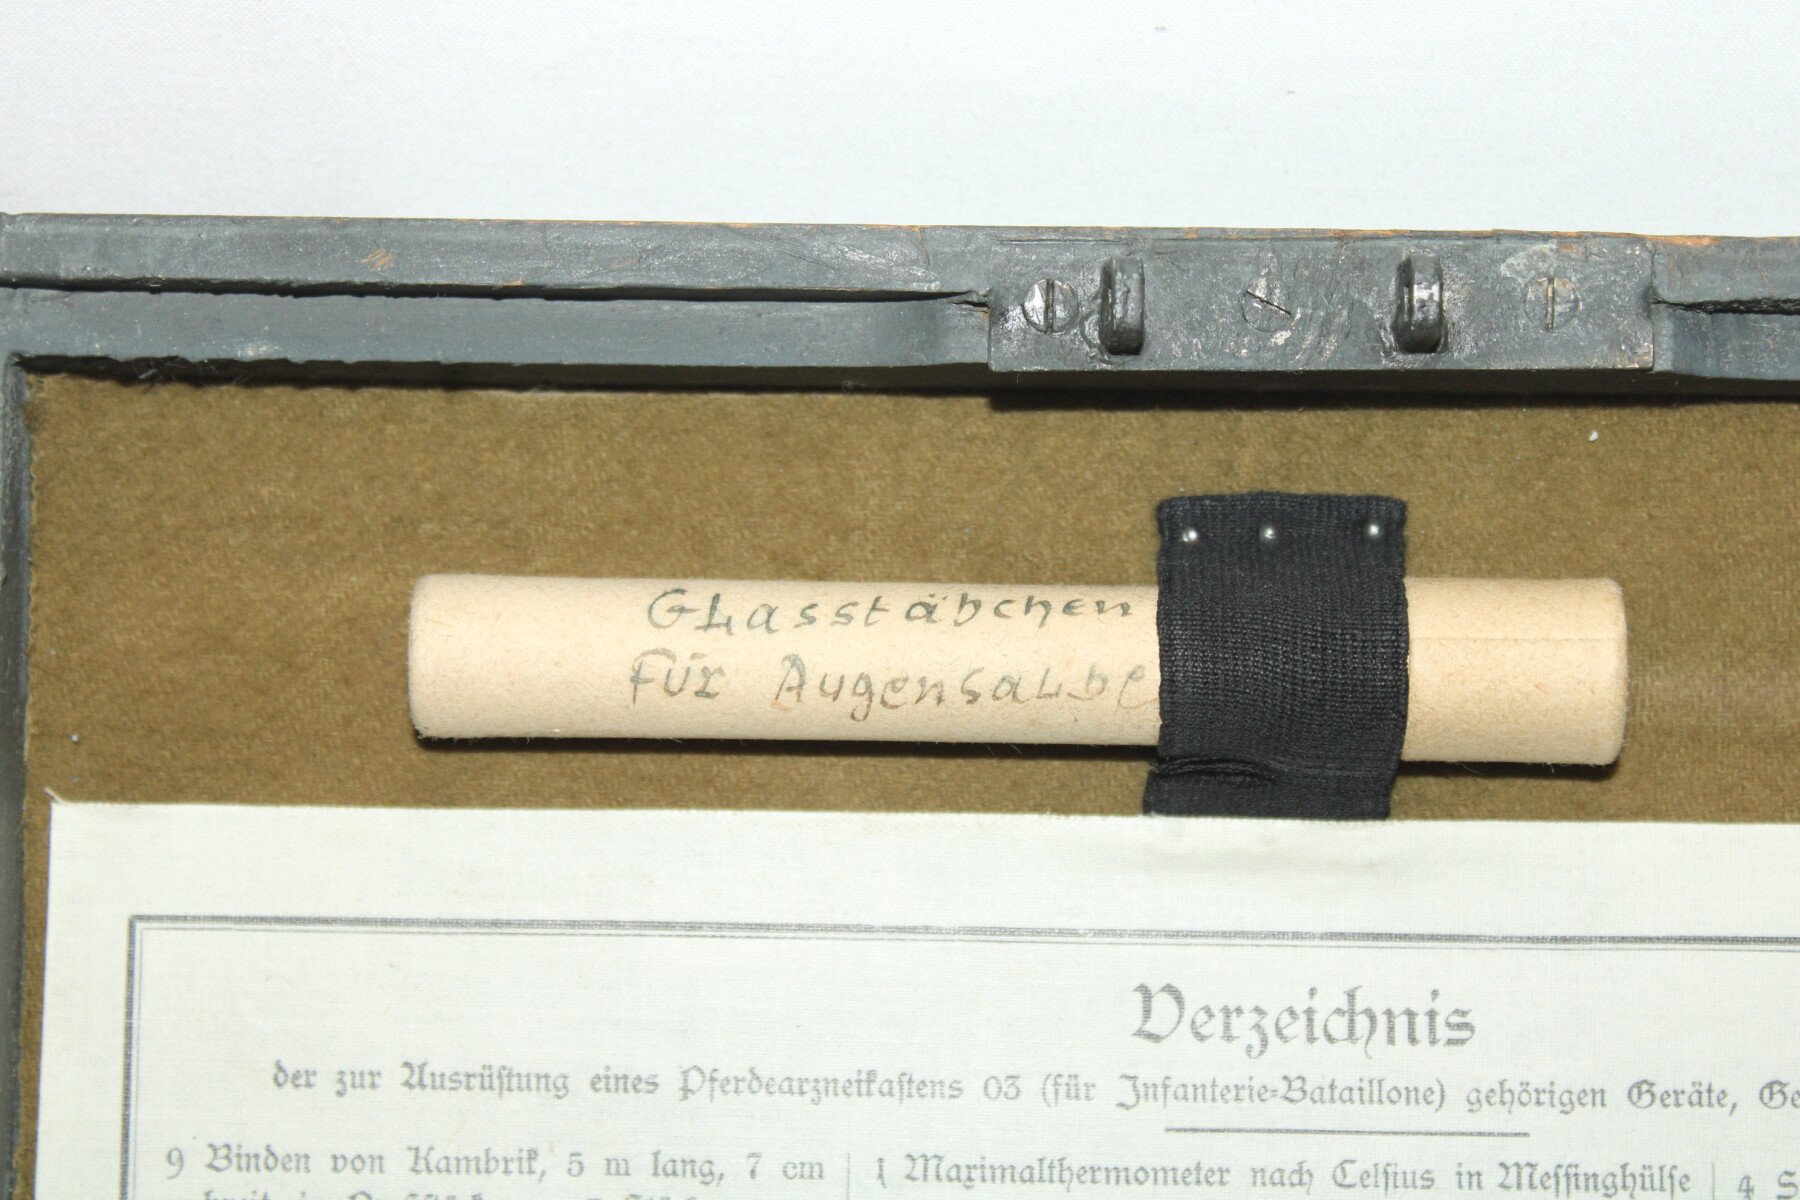 Glasstäbchen
Für Augensalbe
Verzeichnis
der zur Ausrüstung eines Pferdearzneikastens 03 (für Infanterie-Bataillone) gehörigen Geräte,
9 Binden von Kambrik, 5 m lang, 7 cm
1 Maximalthermometer nach Celsius in Messinghülse
4